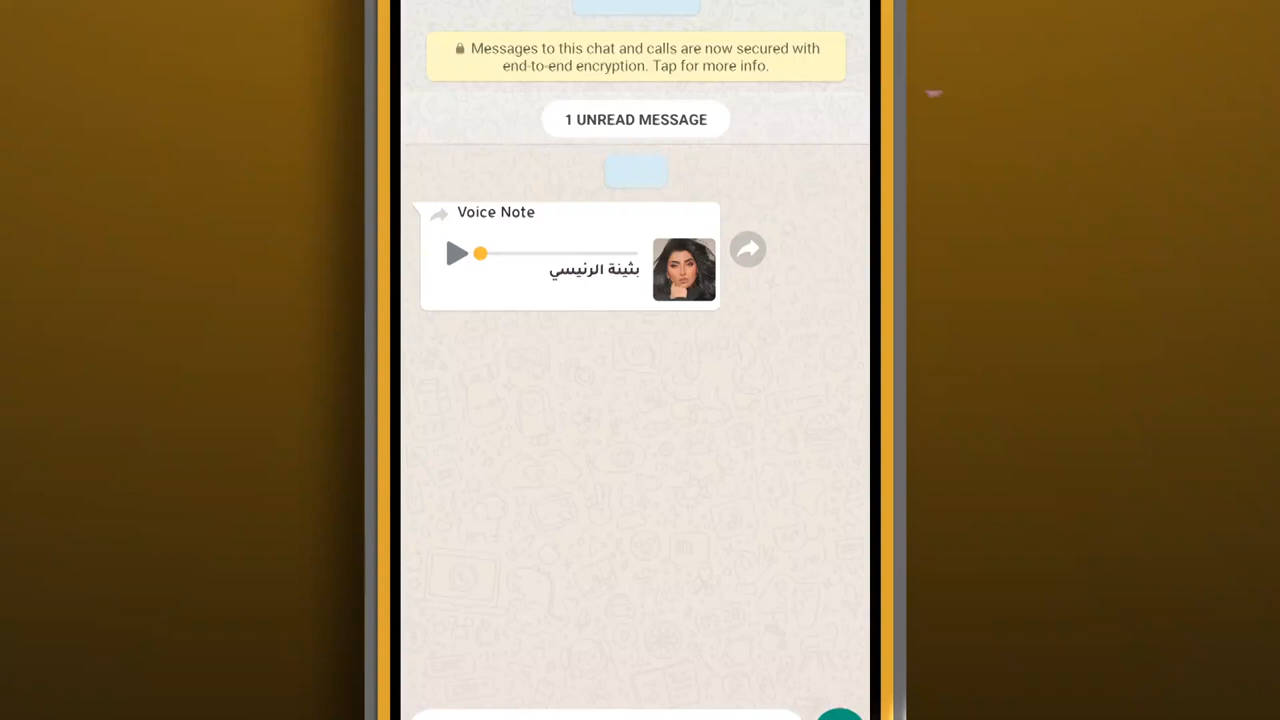 Messages to this chat and calls are now secured with
end-to-end encryption. Tap for more info.
1 UNREAD MESSAGE
Voice Note
بثينة الرئيسي